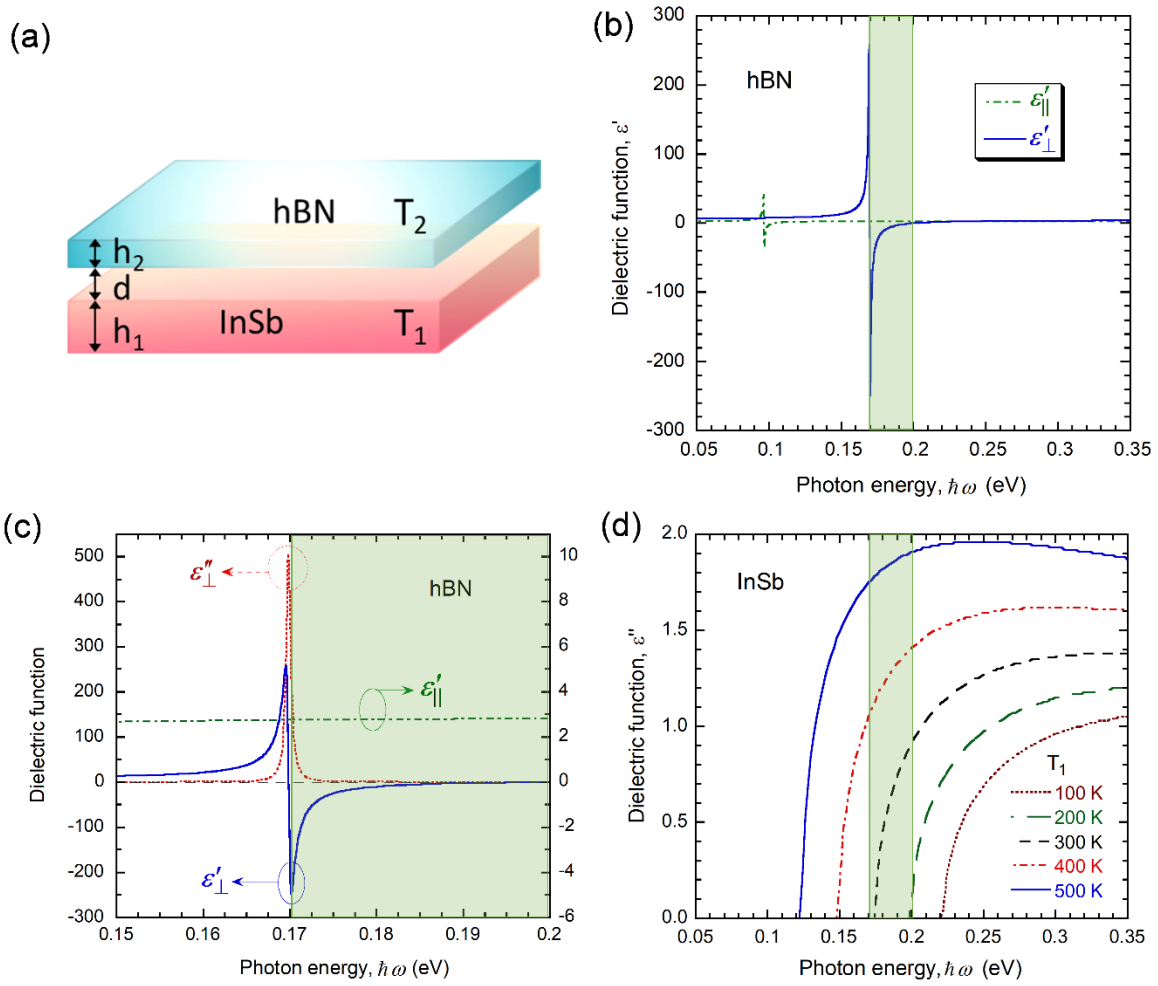 (a)
hBN T₂
h₂
d
h₁
InSb T₁
(b)
hBN
ε′∥
ε′⊥
Dielectric function, ε'
300
200
100
0
-100
-200
-300
0.05 0.1 0.15 0.2 0.25 0.3 0.35
Photon energy, ħω (eV)
(c)
hBN
ε″⊥
ε′∥
ε′⊥
Dielectric function
500
400
300
200
100
0
-100
-200
-300
10
8
6
4
2
0
-2
-4
-6
0.15 0.16 0.17 0.18 0.19 0.2
Photon energy, ħω (eV)
(d)
InSb
Dielectric function, ε"
2.0
1.6
1.2
0.8
0.4
0.0
T₁
100 K
200 K
300 K
400 K
500 K
0.05 0.1 0.15 0.2 0.25 0.3 0.35
Photon energy, ħω (eV)